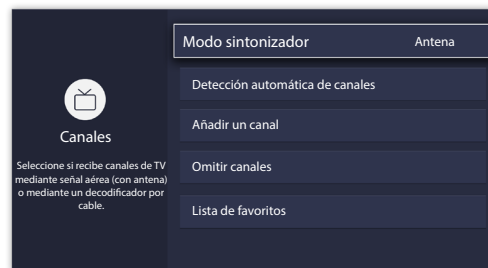 Modo sintonizador Antena
Detección automática de canales
Añadir un canal
Omitir canales
Lista de favoritos
Canales
Seleccione si recibe canales de TV
mediante señal aérea (con antena)
o mediante un decodificador por
cable.